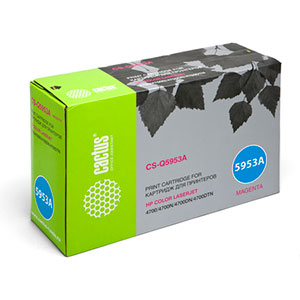 CS-Q5953A
cactus
CS-Q5953A
PRINT CARTRIDGE FOR
КАРТРИДЖ ДЛЯ ПРИНТЕРОВ
HP COLOR LASERJET
4700/4700N/4700DN/4700DTN
5953A
MAGENTA
5953A
cactus